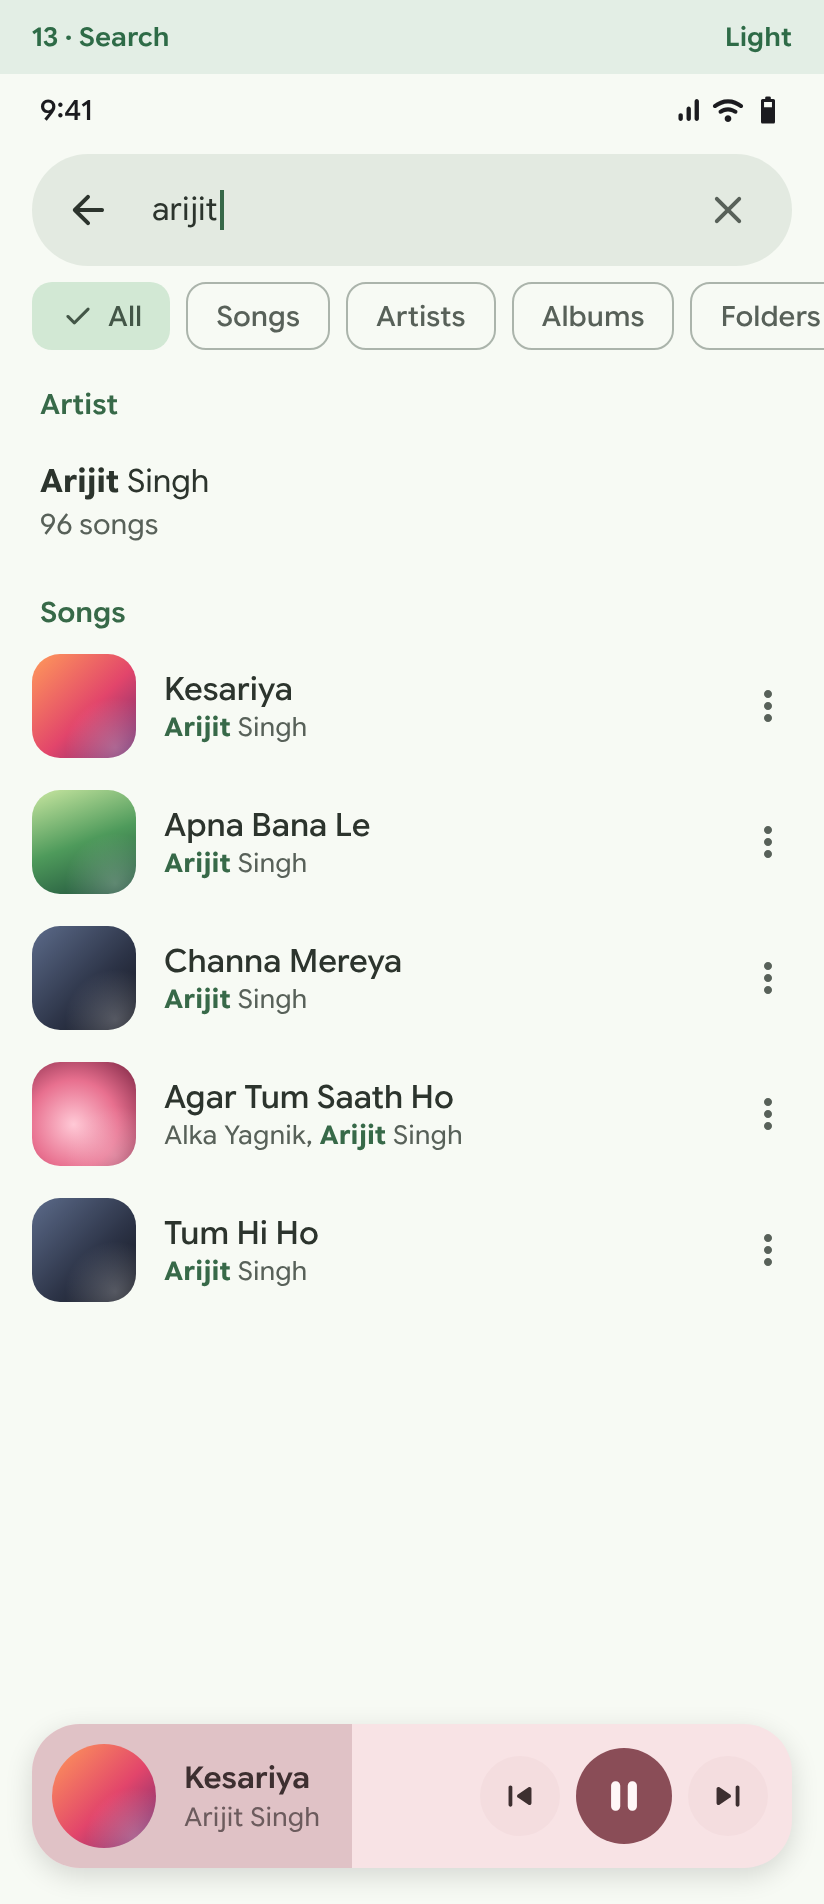 13 · Search
Light
9:41
arijit
All
Songs
Artists
Albums
Folders
Artist
Arijit Singh
96 songs
Songs
Kesariya
Arijit Singh
Apna Bana Le
Arijit Singh
Channa Mereya
Arijit Singh
Agar Tum Saath Ho
Alka Yagnik, Arijit Singh
Tum Hi Ho
Arijit Singh
Kesariya
Arijit Singh